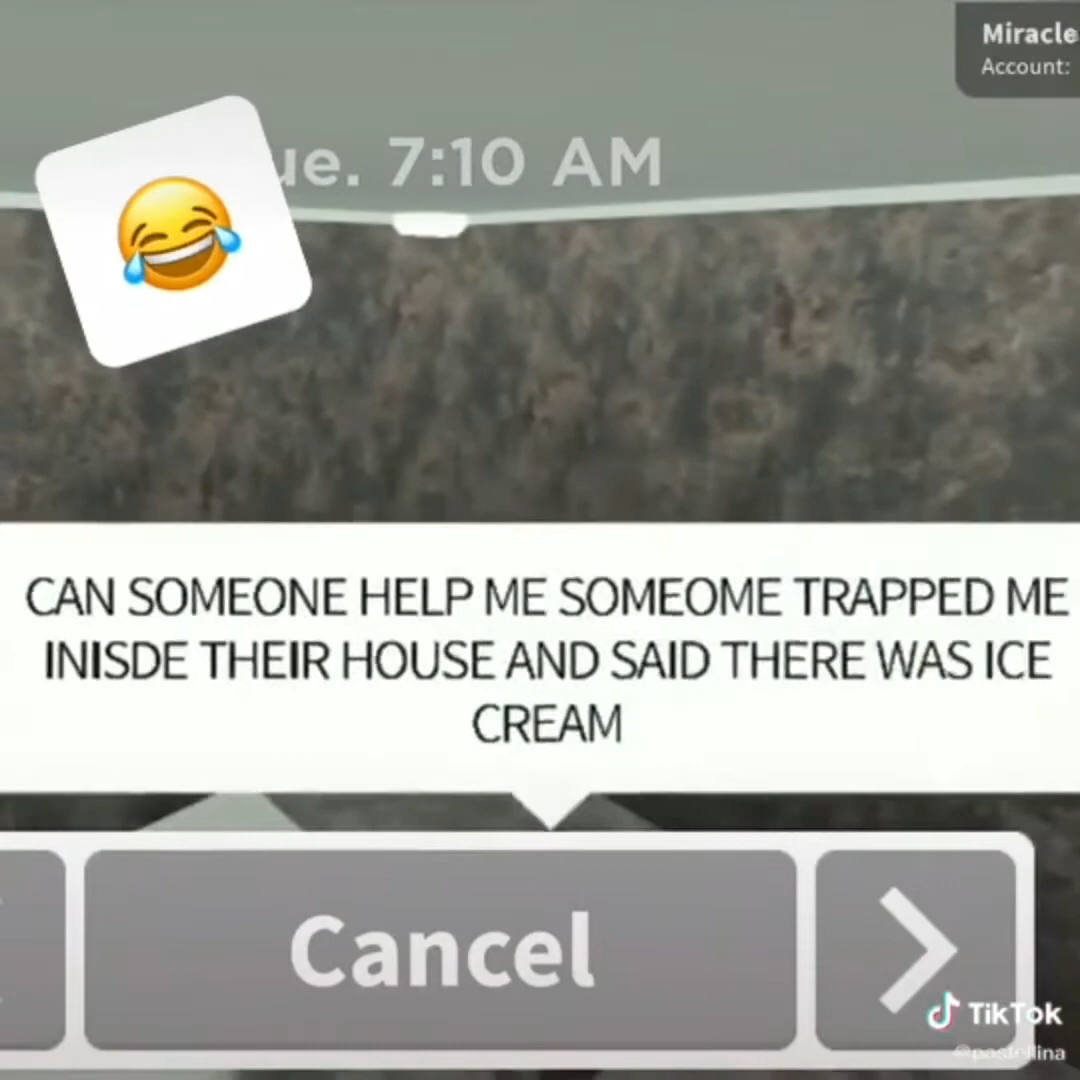 Miracle
Account:
ue. 7:10 AM
CAN SOMEONE HELP ME SOMEOME TRAPPED ME
INISDE THEIR HOUSE AND SAID THERE WAS ICE
CREAM
Cancel
TikTok
@pastellina